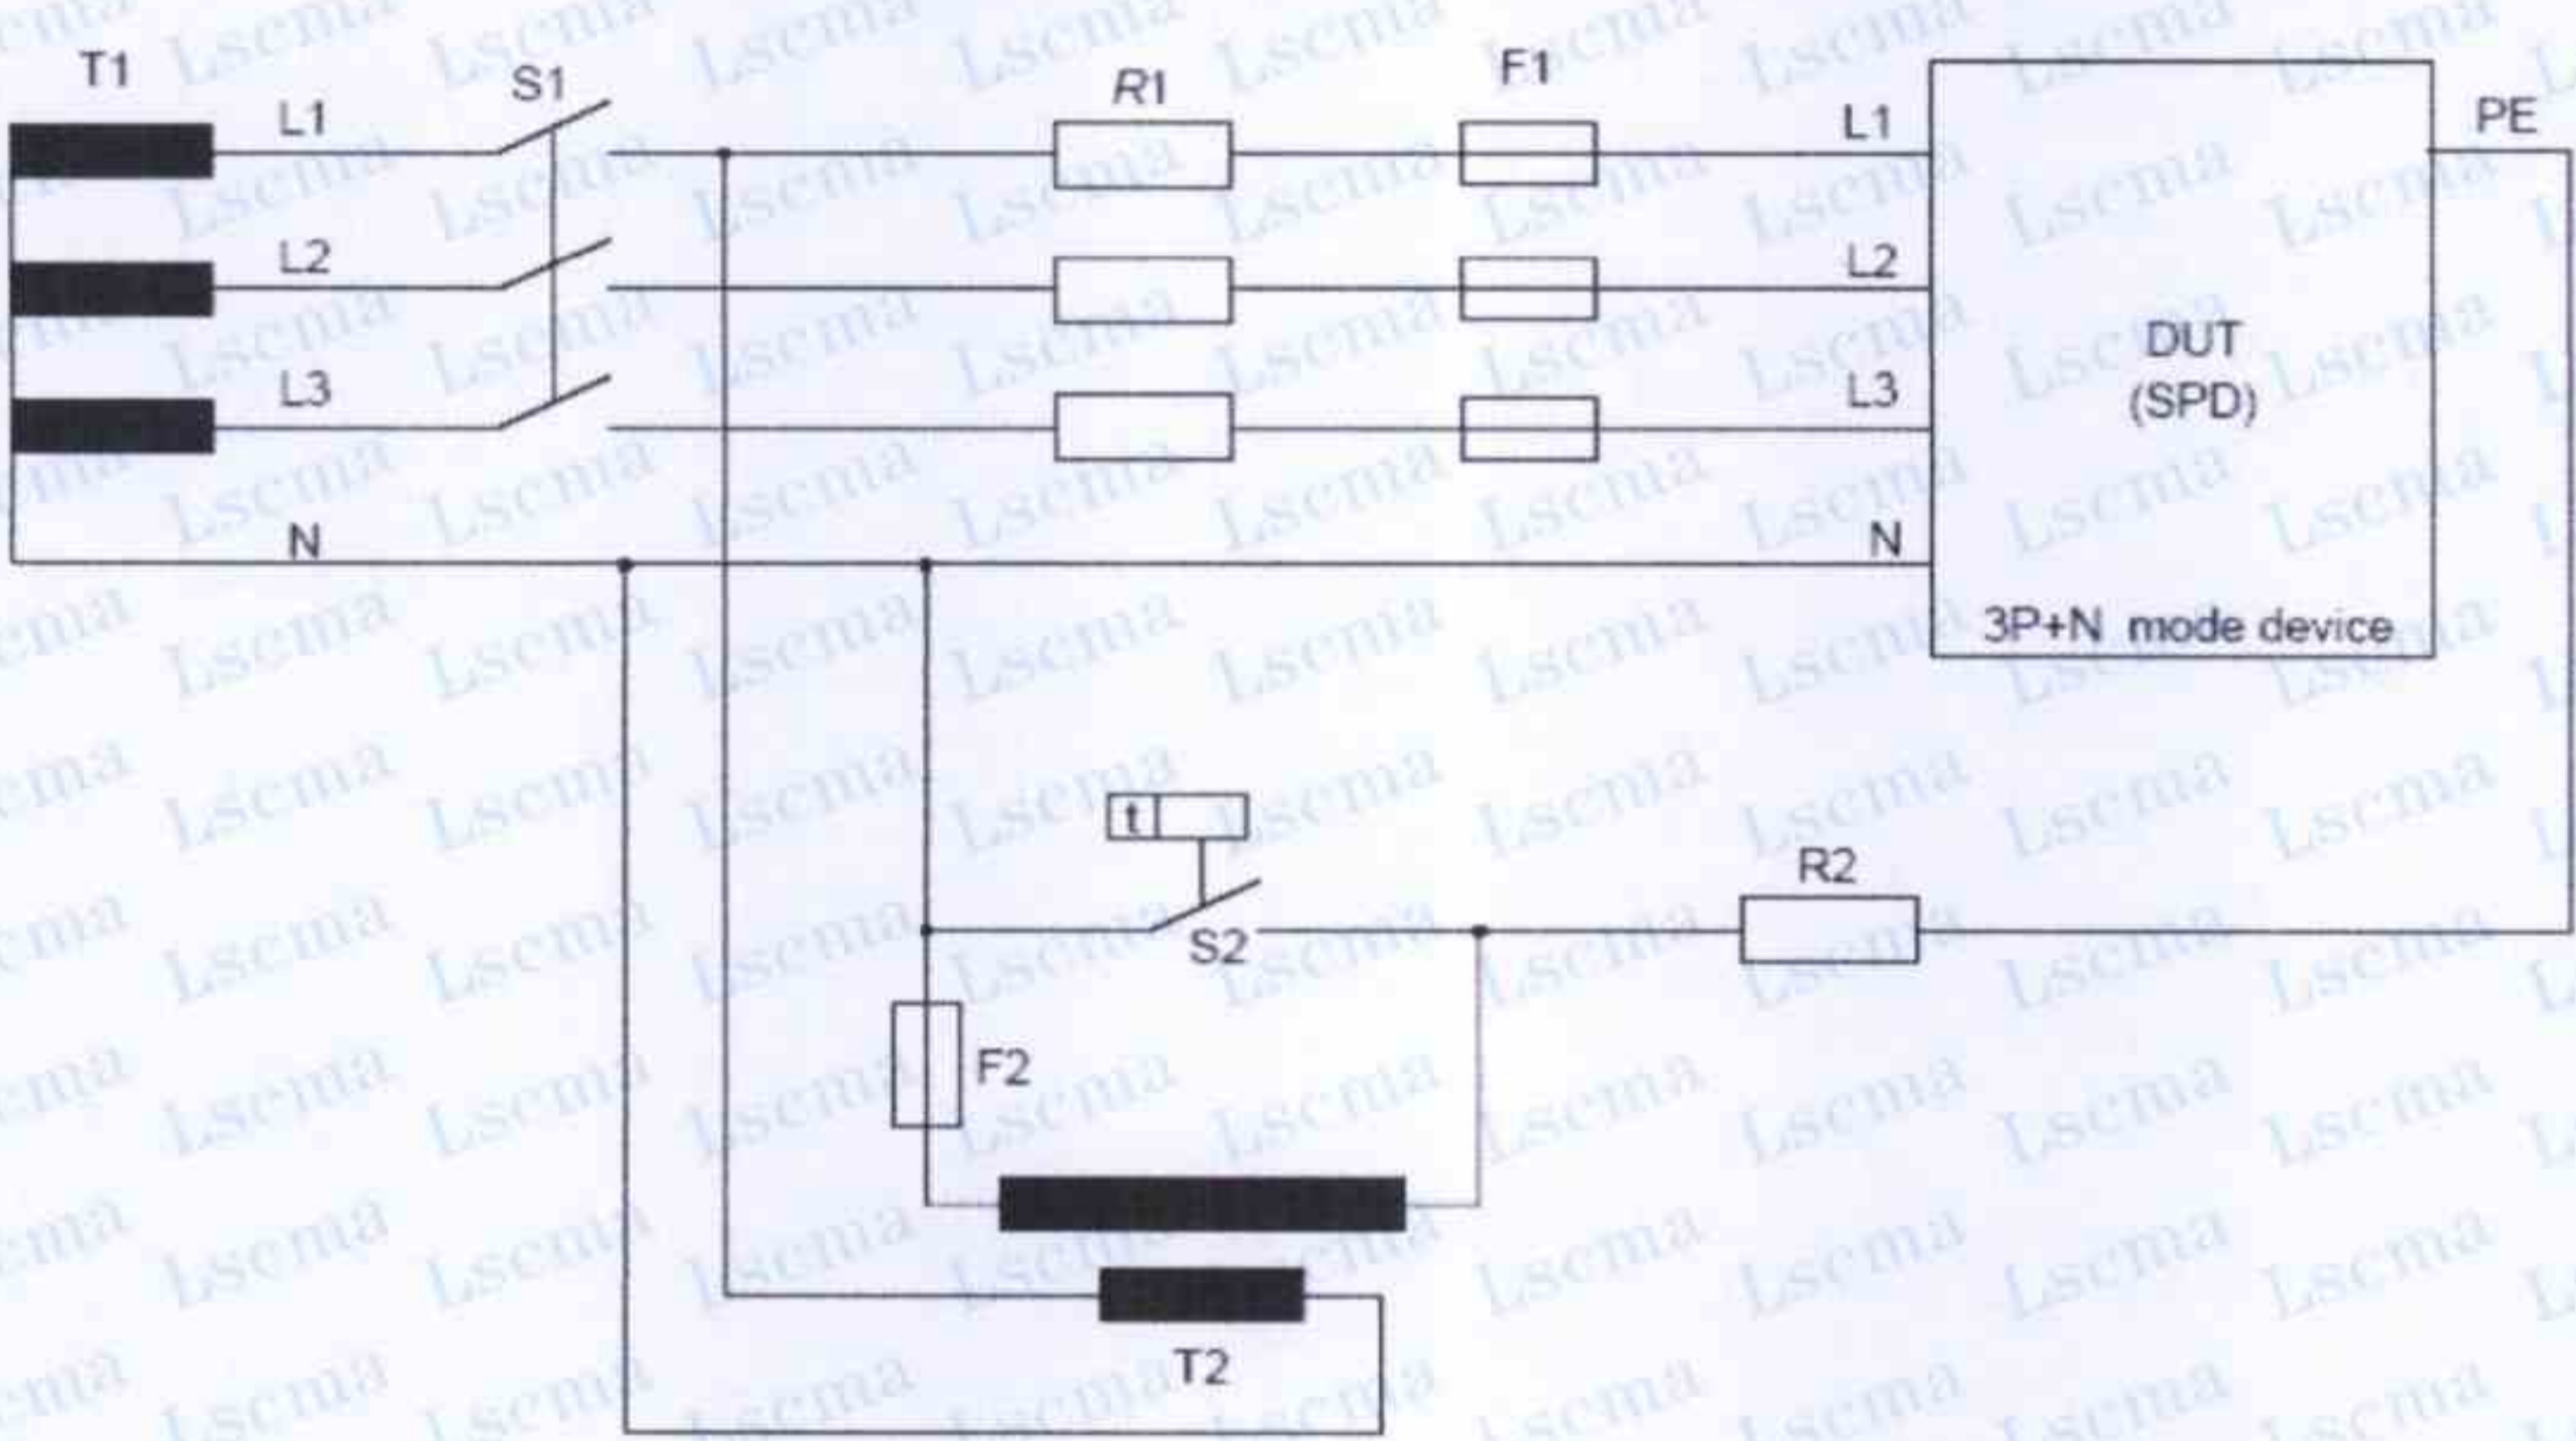 T1
L1
S1
R1
F1
L1
PE
L2
L2
L3
L3
DUT
(SPD)
N
N
3P+N mode device
t
S2
R2
F2
T2
Lscma